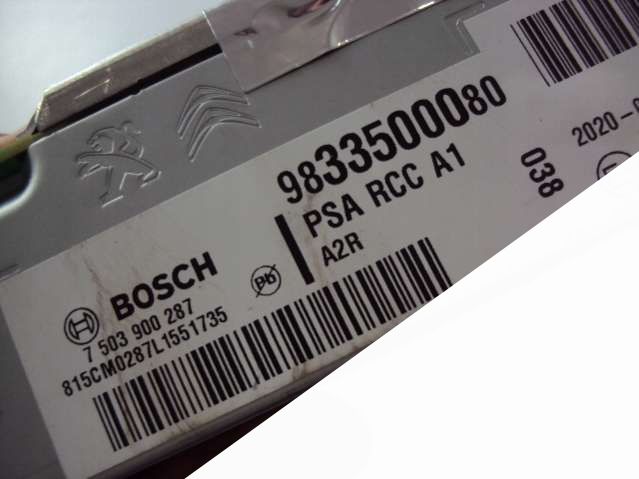 9833500080
PSA RCC A1
A2R
038
BOSCH
7 503 900 287
815CM0287L1551735
Pb